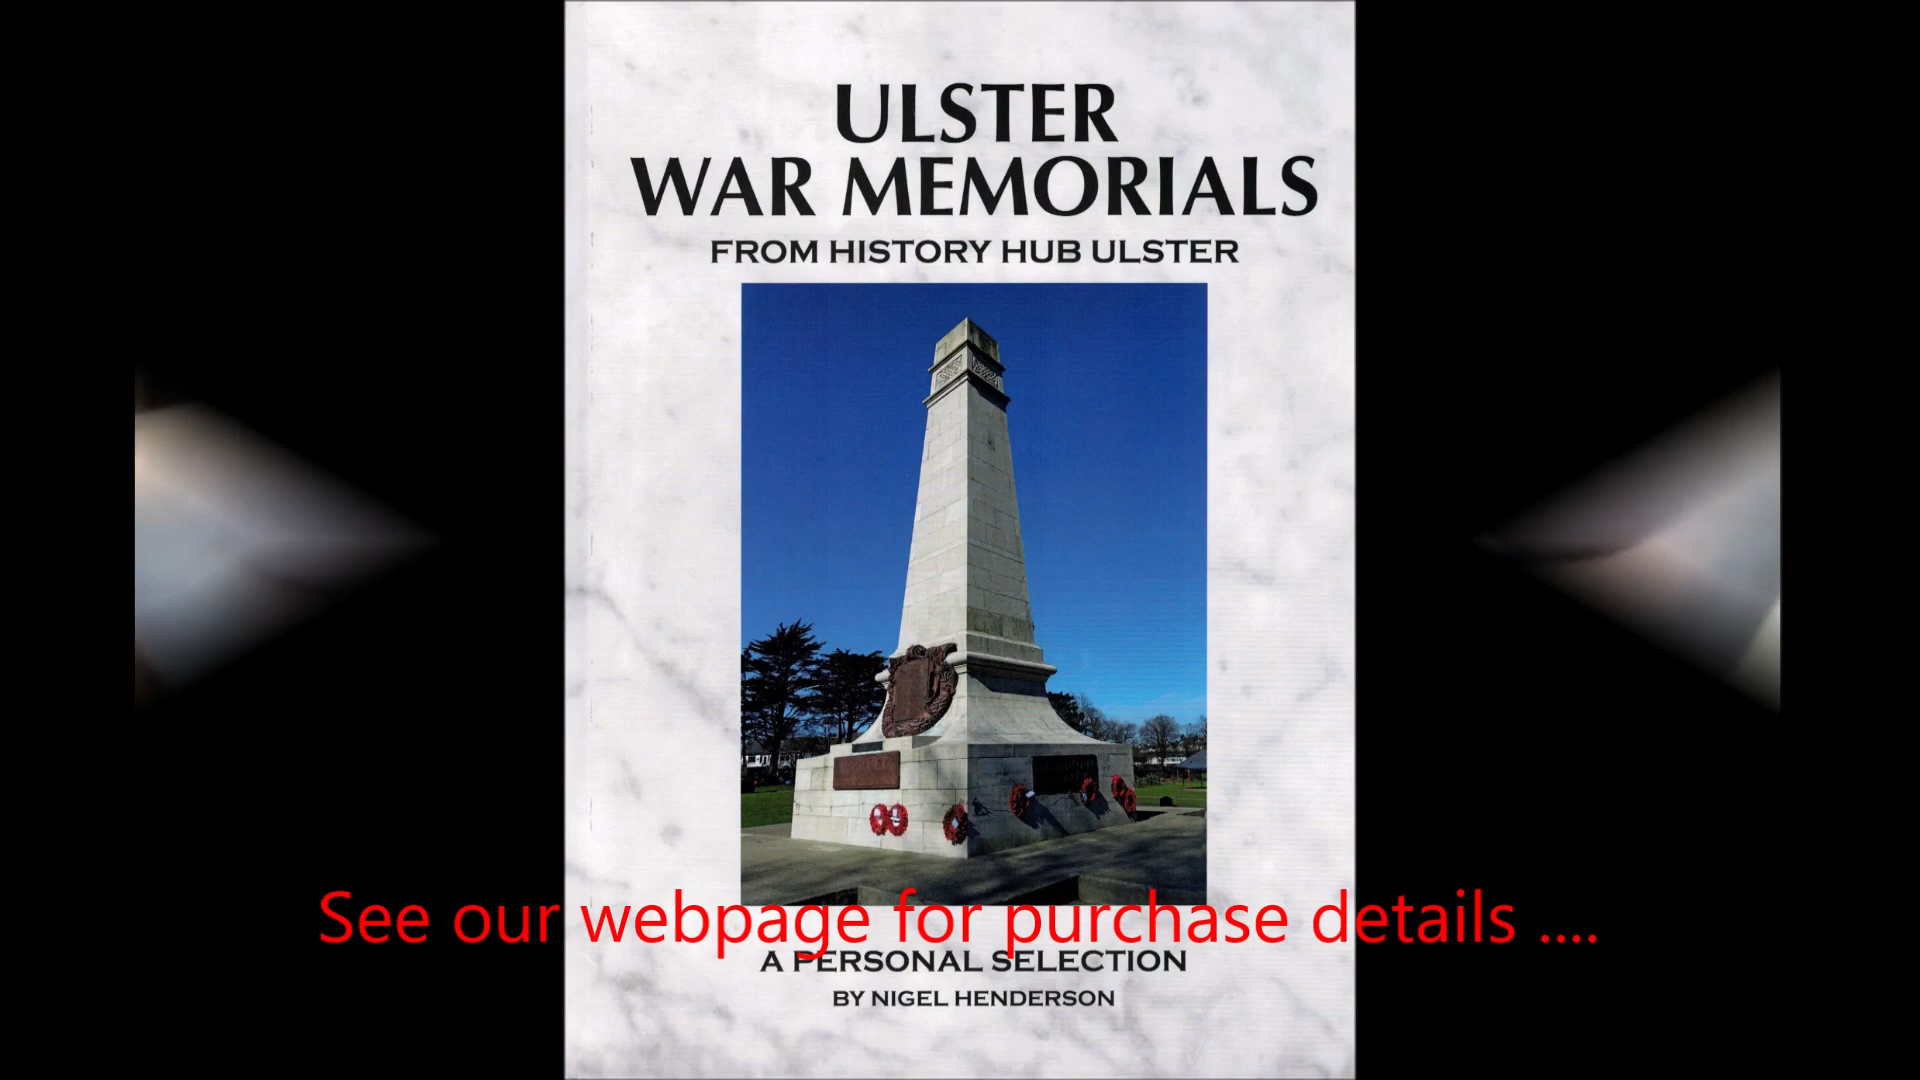 ULSTER
WAR MEMORIALS
FROM HISTORY HUB ULSTER
See our webpage for purchase details ....
A PERSONAL SELECTION
BY NIGEL HENDERSON